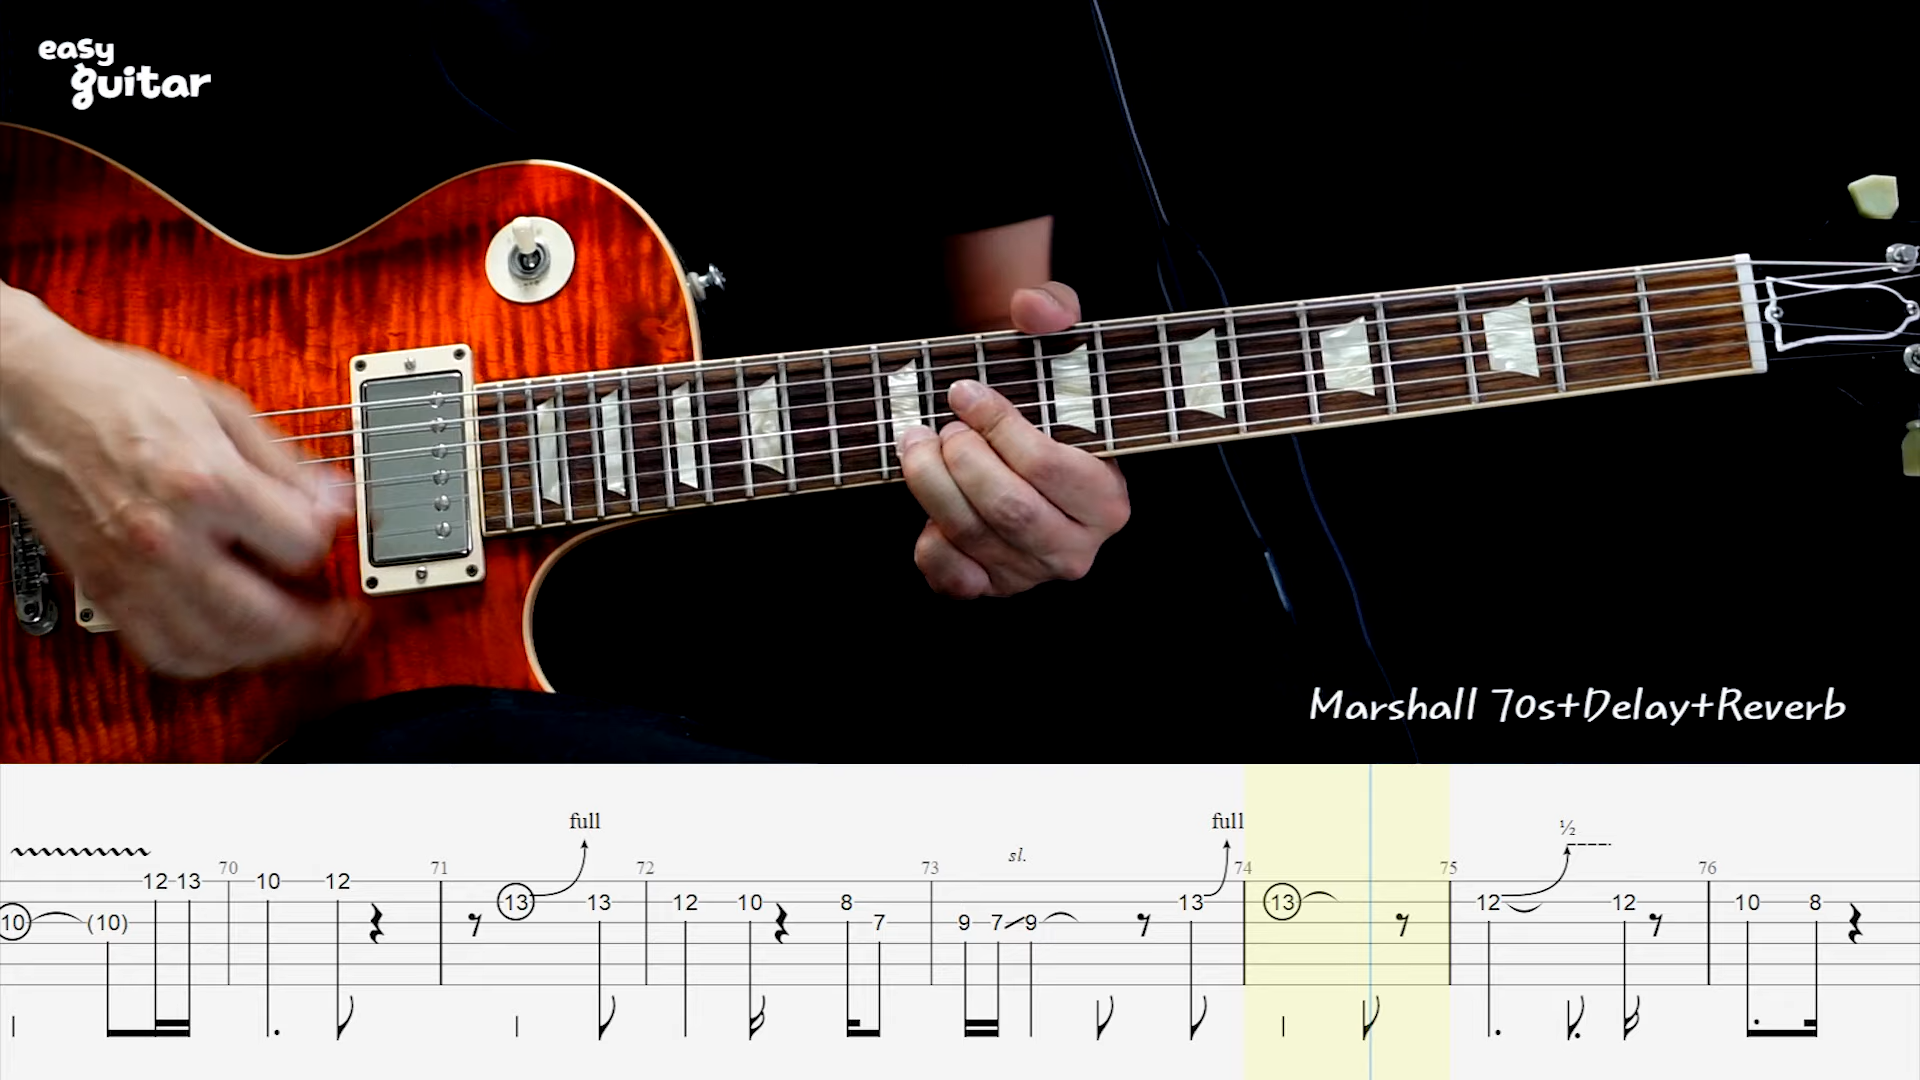 easy
guitar
Marshall 70s+Delay+Reverb
full full ½
70 71 72 73 sl. 74 75 76
12 13 10 12
13 13 12 10 8 13 13 12 12 10 8
10 (10) 7 9 7 9